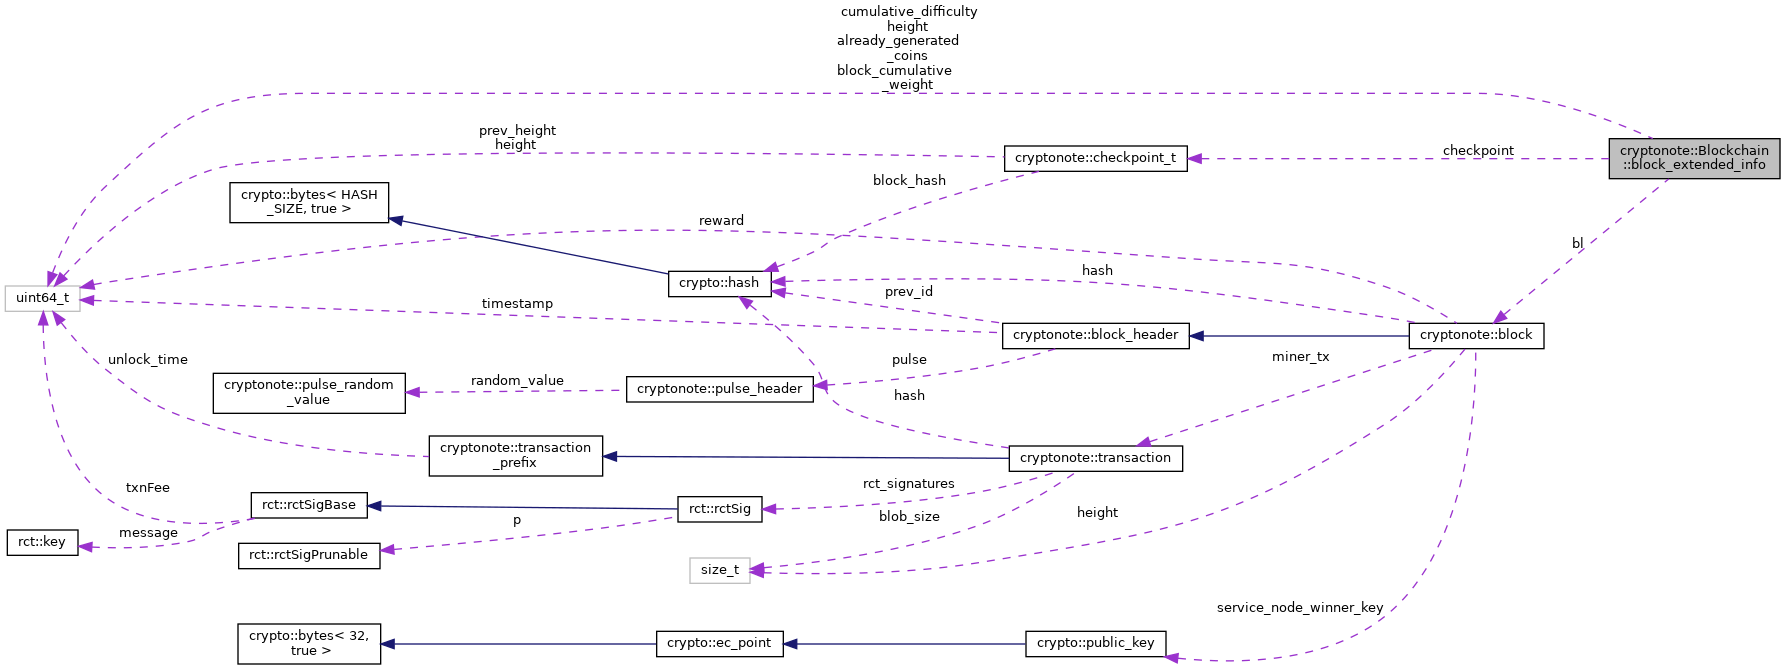 cumulative_difficulty
height
already_generated
_coins
block_cumulative
_weight
prev_height
height
cryptonote::checkpoint_t
checkpoint
cryptonote::Blockchain
::block_extended_info
crypto::bytes< HASH
_SIZE, true >
block_hash
reward
bl
uint64_t
crypto::hash
hash
prev_id
timestamp
cryptonote::block_header
cryptonote::block
unlock_time
cryptonote::pulse_random
_value
random_value
cryptonote::pulse_header
pulse
hash
miner_tx
cryptonote::transaction
_prefix
cryptonote::transaction
txnFee
rct::rctSigBase
rct::rctSig
rct_signatures
blob_size
height
rct::key
message
rct::rctSigPrunable
p
size_t
service_node_winner_key
crypto::bytes< 32,
true >
crypto::ec_point
crypto::public_key